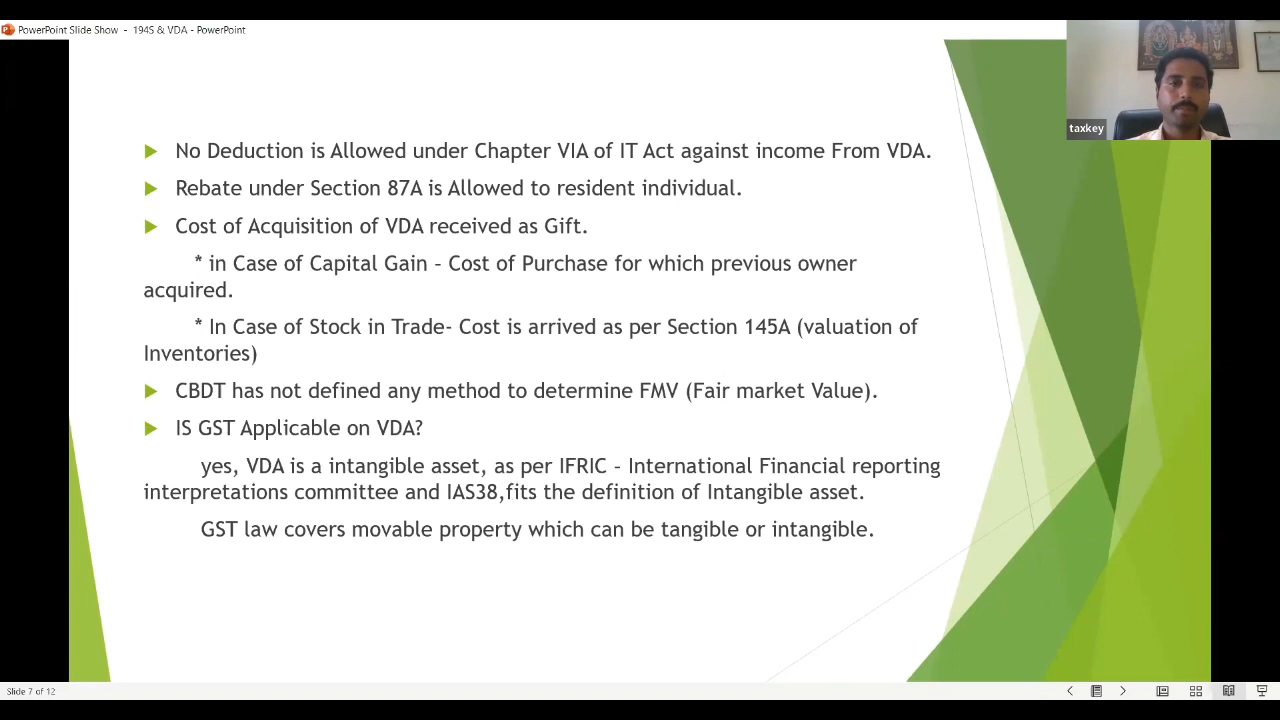 PowerPoint Slide Show - 194S & VDA - PowerPoint
taxkey
No Deduction is Allowed under Chapter VIA of IT Act against income From VDA.
Rebate under Section 87A is Allowed to resident individual.
Cost of Acquisition of VDA received as Gift.
* in Case of Capital Gain – Cost of Purchase for which previous owner
acquired.
* In Case of Stock in Trade- Cost is arrived as per Section 145A (valuation of
Inventories)
CBDT has not defined any method to determine FMV (Fair market Value).
IS GST Applicable on VDA?
yes, VDA is a intangible asset, as per IFRIC – International Financial reporting
interpretations committee and IAS38,fits the definition of Intangible asset.
GST law covers movable property which can be tangible or intangible.
Slide 7 of 12